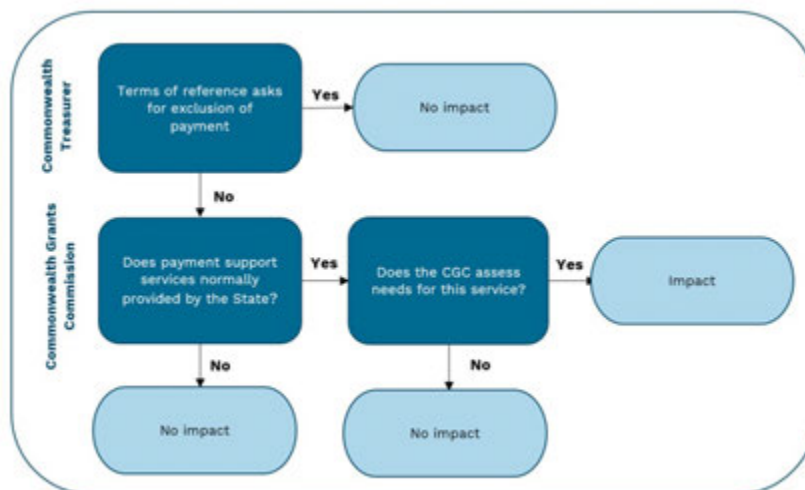 Commonwealth
Treasurer
Terms of reference asks
for exclusion of
payment
Yes
No impact
No
Commonwealth Grants
Commission
Does payment support
services normally
provided by the State?
Yes
Does the CGC assess
needs for this service?
Yes
Impact
No
No
No impact
No impact